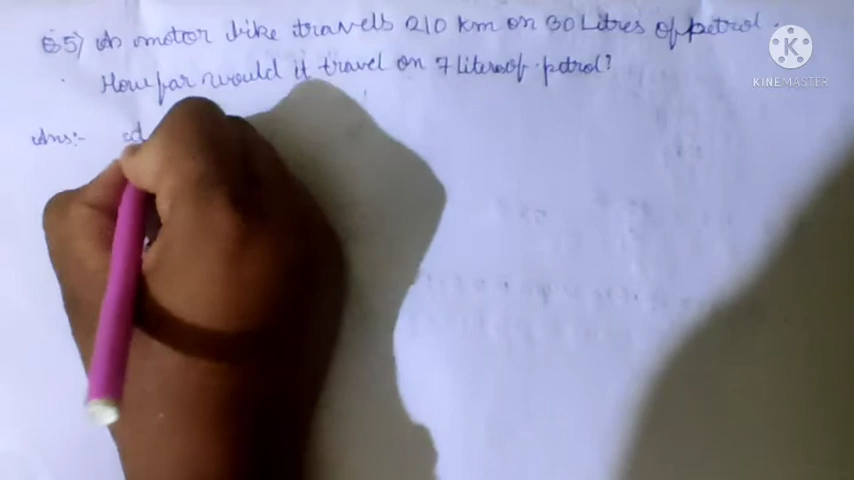 Q5) A motor bike travels 210 km on 30 Litres of petrol.
How far would it travel on 7 liters of petrol?
Ans:-
KINEMASTER